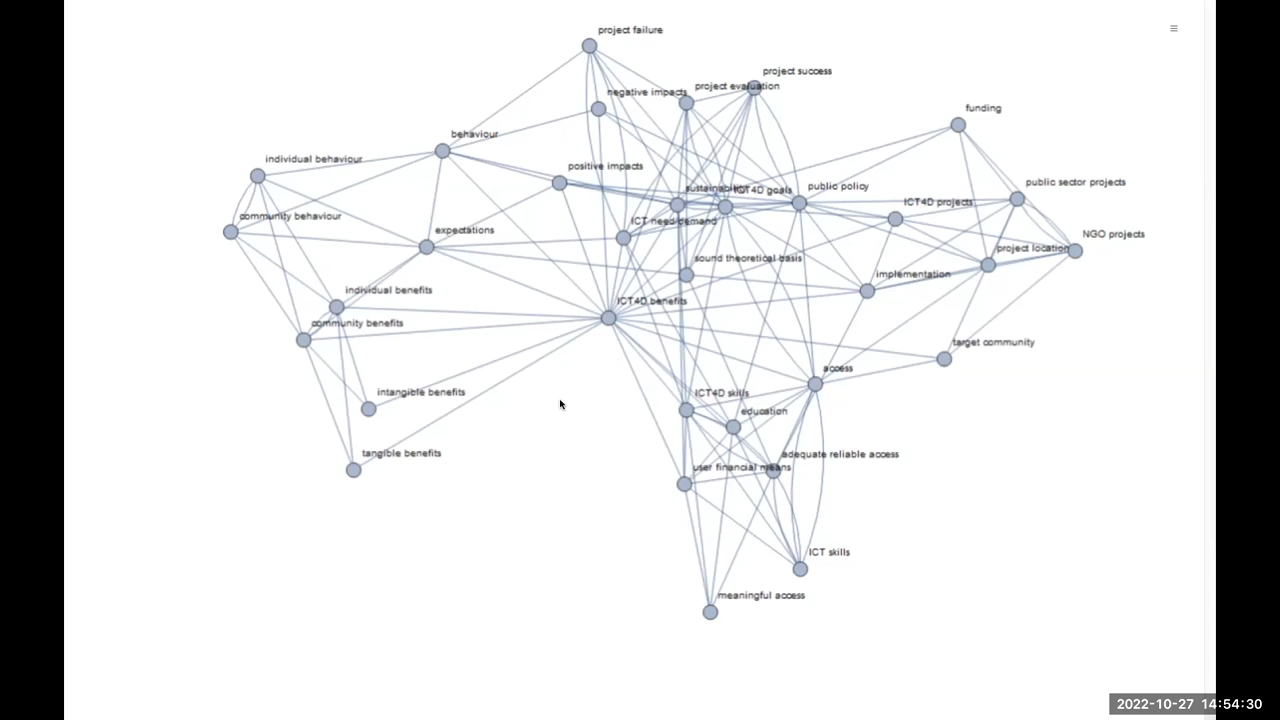 project failure
project success
project evaluation
negative impacts
funding
behaviour
individual behaviour
positive impacts
public sector projects
sustainability
ICT4D goals
public policy
ICT4D projects
community behaviour
ICT need demand
expectations
NGO projects
project location
sound theoretical basis
implementation
individual benefits
ICT4D benefits
community benefits
target community
access
intangible benefits
ICT4D skills
education
tangible benefits
adequate reliable access
user financial means
ICT skills
meaningful access
2022-10-27 14:54:30